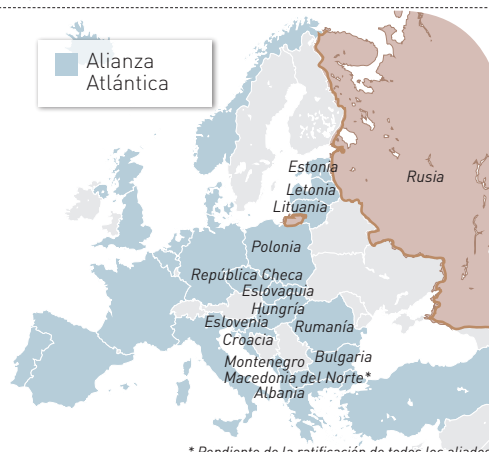 Alianza
Atlántica
Estonia
Rusia
Letonia
Lituania
Polonia
República Checa
Eslovaquia
Hungría
Eslovenia
Rumanía
Croacia
Montenegro
Bulgaria
Macedonia del Norte*
Albania
* Pendiente de la ratificación de todos los aliados